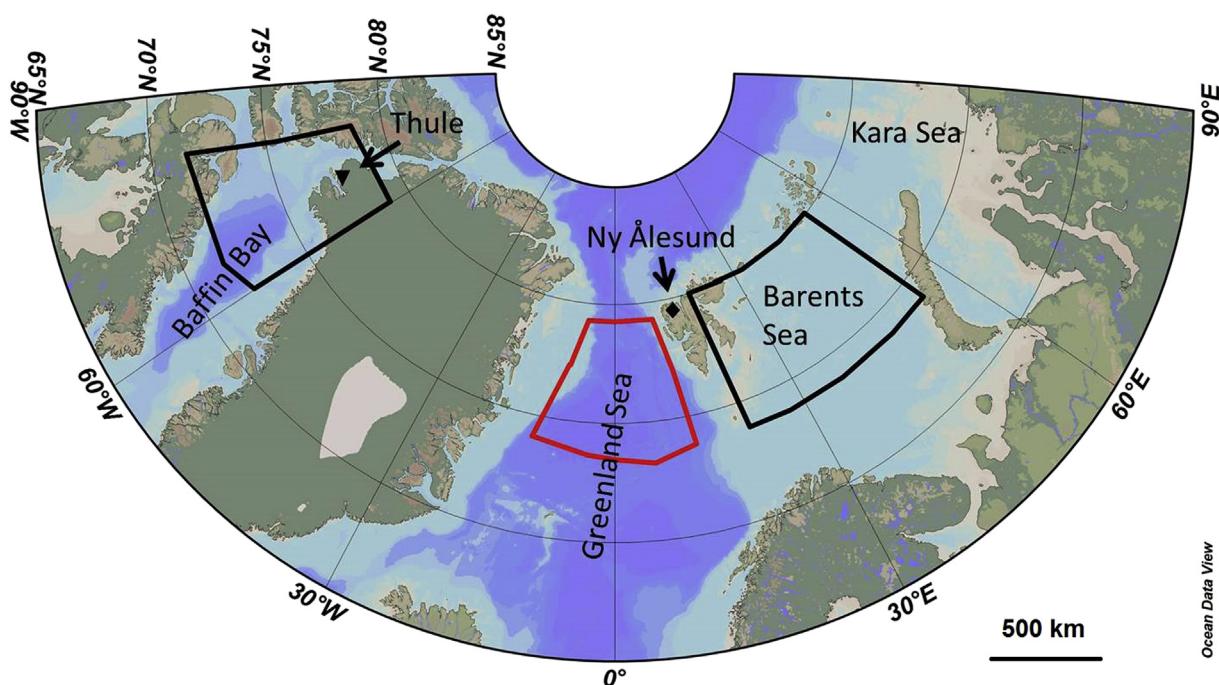 65°N
70°N
75°N
80°N
85°N
90°W
90°E
Thule
Kara Sea
Ny Ålesund
Baffin Bay
Barents
Sea
Greenland Sea
60°W
60°E
30°W
30°E
0°
500 km
Ocean Data View